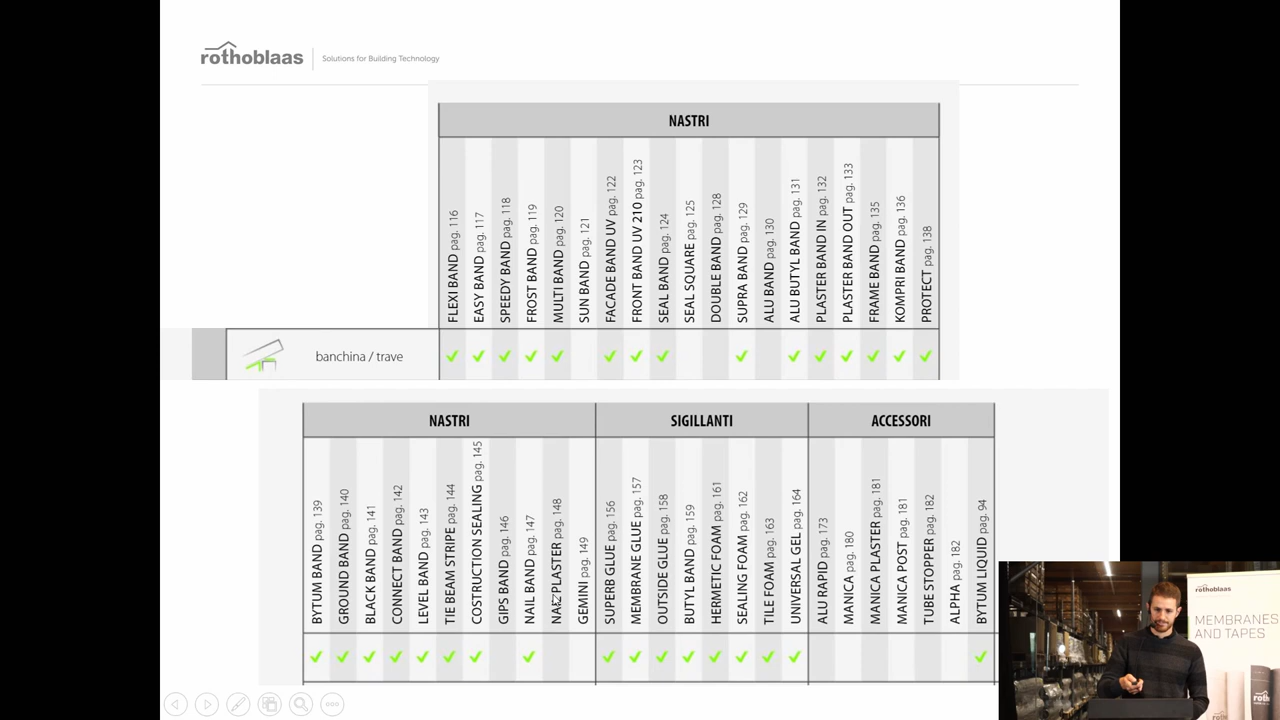 rothoblaas
Solutions for Building Technology
NASTRI
FLEXI BAND pag. 116
EASY BAND pag. 117
SPEEDY BAND pag. 118
FROST BAND pag. 119
MULTI BAND pag. 120
SUN BAND pag. 121
FACADE BAND UV pag. 122
FRONT BAND UV 210 pag. 123
SEAL BAND pag. 124
SEAL SQUARE pag. 125
DOUBLE BAND pag. 128
SUPRA BAND pag. 129
ALU BAND pag. 130
ALU BUTYL BAND pag. 131
PLASTER BAND IN pag. 132
PLASTER BAND OUT pag. 133
FRAME BAND pag. 135
KOMPRI BAND pag. 136
PROTECT pag. 138
banchina / trave
NASTRI
SIGILLANTI
ACCESSORI
BYTUM BAND pag. 139
GROUND BAND pag. 140
BLACK BAND pag. 141
CONNECT BAND pag. 142
LEVEL BAND pag. 143
TIE BEAM STRIPE pag. 144
COSTRUCTION SEALING pag. 145
GIPS BAND pag. 146
NAIL BAND pag. 147
PLASTER pag. 148
GEMINI pag. 149
SUPERB GLUE pag. 156
MEMBRANE GLUE pag. 157
OUTSIDE GLUE pag. 158
BUTYL BAND pag. 159
HERMETIC FOAM pag. 161
SEALING FOAM pag. 162
TILE FOAM pag. 163
UNIVERSAL GEL pag. 164
ALU RAPID pag. 173
MANICA pag. 180
MANICA PLASTER pag. 181
MANICA POST pag. 181
TUBE STOPPER pag. 182
ALPHA pag. 182
BYTUM LIQUID pag. 94
rothoblaas
MEMBRANES
AND TAPES